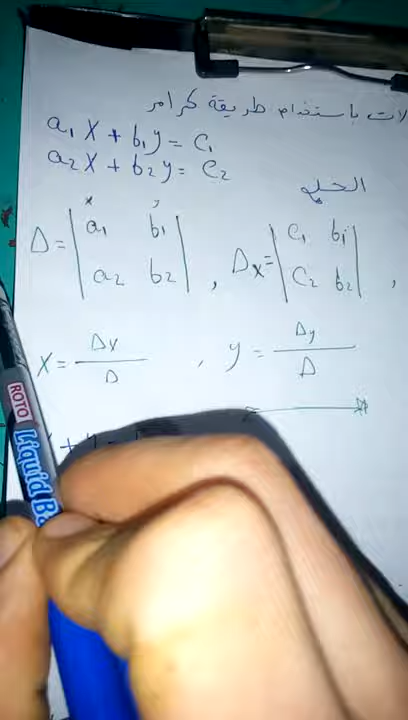 لات باستخدام طريقة كرامر
a₁x + b₁y = C₁
a₂x + b₂y = C₂
الحل
Δ = | a₁ b₁ | , Δx = | C₁ b₁ | ,
| a₂ b₂ | | C₂ b₂ |
x = Δx / Δ , y = Δy / Δ
ROTO Liquid B